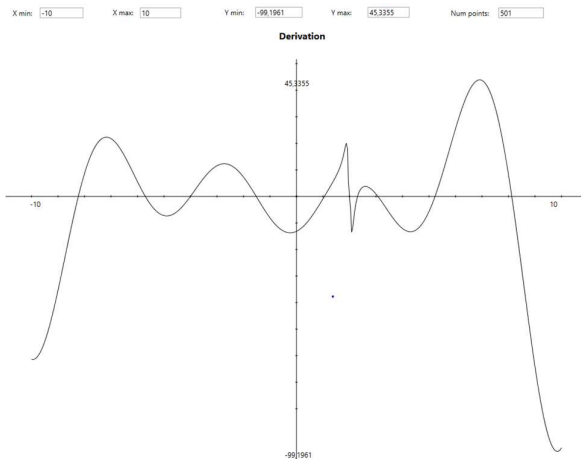 X min: -10 X max: 10 Y min: -99,1961 Y max: 45,3355 Num points: 501
Derivation
45,3355
-10 10
-99,1961